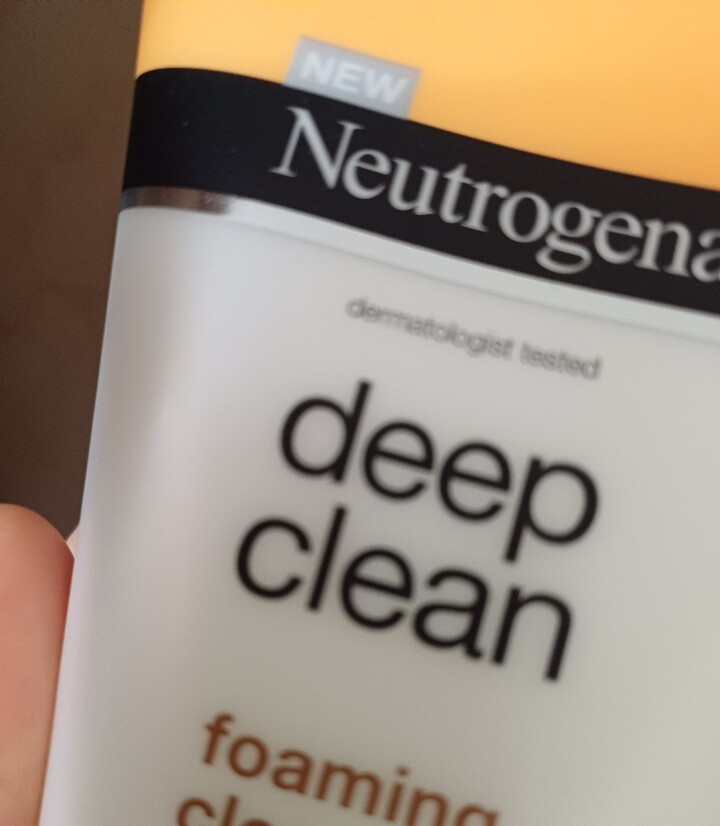 NEW
Neutrogena
dermatologist tested
deep
clean
foaming